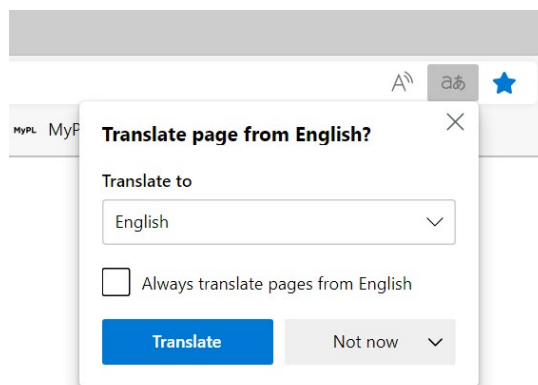 A
aあ
MyPL MyP
Translate page from English?
Translate to
English
Always translate pages from English
Translate
Not now